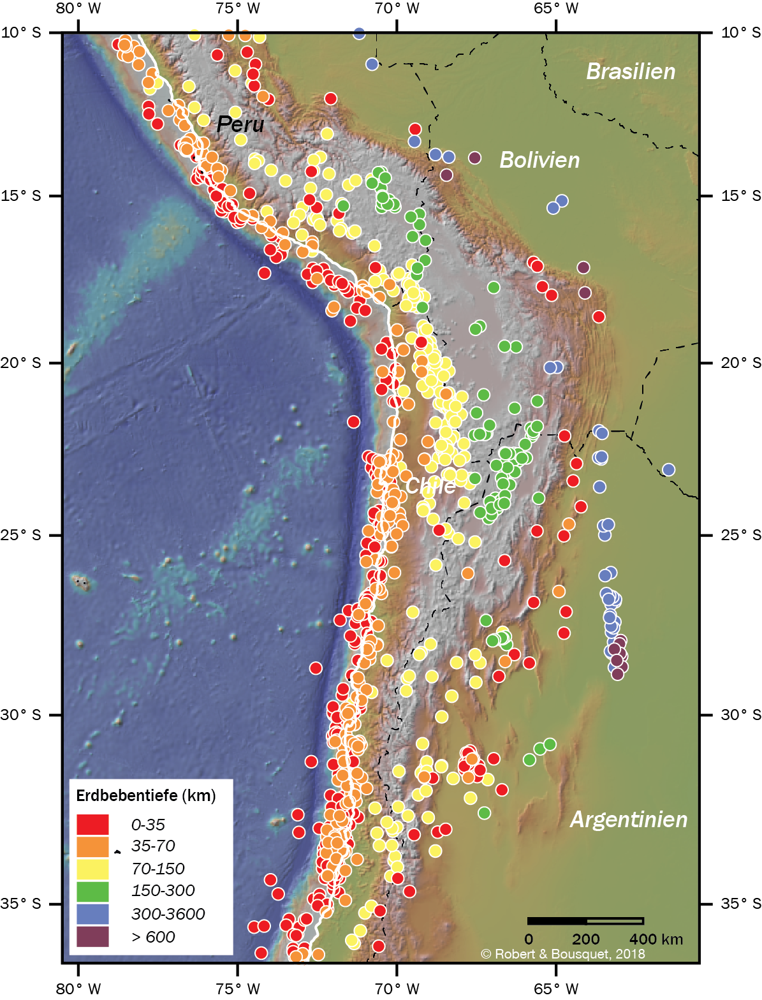 80° W 75° W 70° W 65° W
10° S 10° S
Brasilien
Peru
Bolivien
15° S 15° S
20° S 20° S
Chile
25° S 25° S
30° S 30° S
Erdbebentiefe (km)
0-35
35-70
70-150
150-300
300-3600
> 600
Argentinien
35° S 35° S
0 200 400 km
© Robert & Bousquet, 2018
80° W 75° W 70° W 65° W